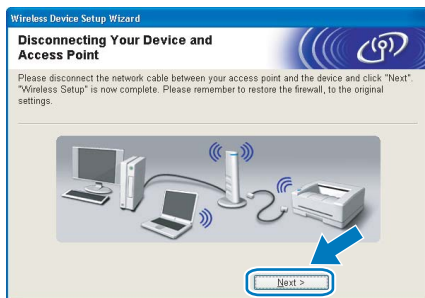 Wireless Device Setup Wizard
Disconnecting Your Device and
Access Point
Please disconnect the network cable between your access point and the device and click "Next".
"Wireless Setup" is now complete. Please remember to restore the firewall, to the original
settings.
Next >